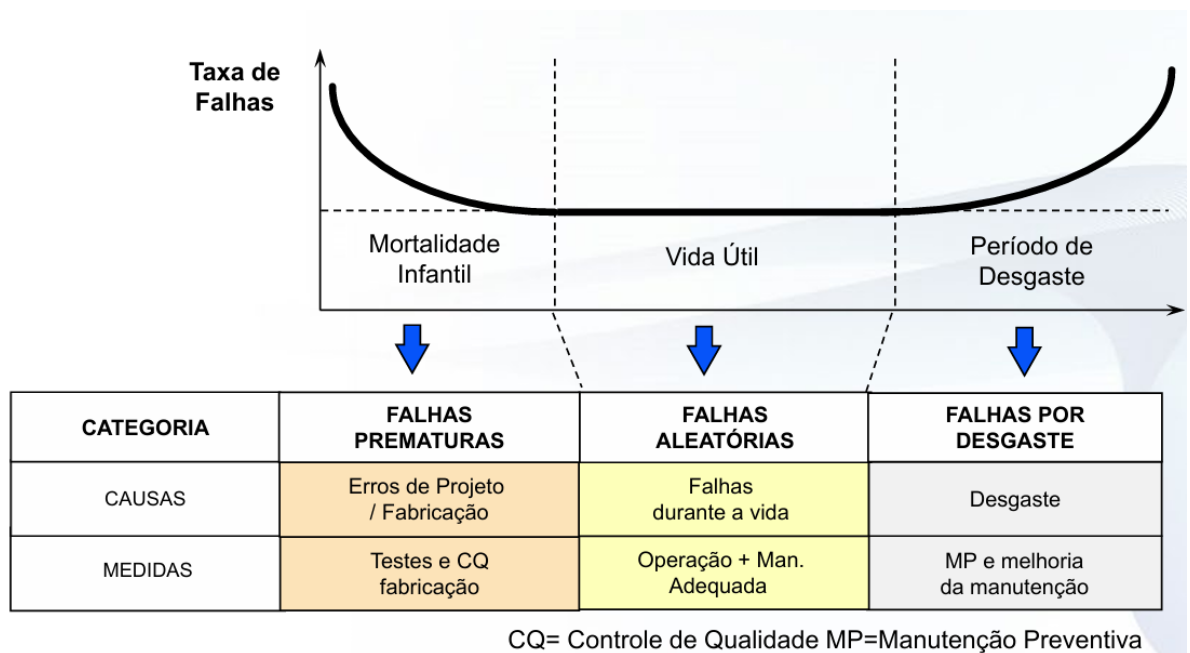 Taxa de
Falhas
Mortalidade
Infantil
Vida Útil
Período de
Desgaste
CATEGORIA
FALHAS
PREMATURAS
FALHAS
ALEATÓRIAS
FALHAS POR
DESGASTE
CAUSAS
Erros de Projeto
/ Fabricação
Falhas
durante a vida
Desgaste
MEDIDAS
Testes e CQ
fabricação
Operação + Man.
Adequada
MP e melhoria
da manutenção
CQ= Controle de Qualidade MP=Manutenção Preventiva